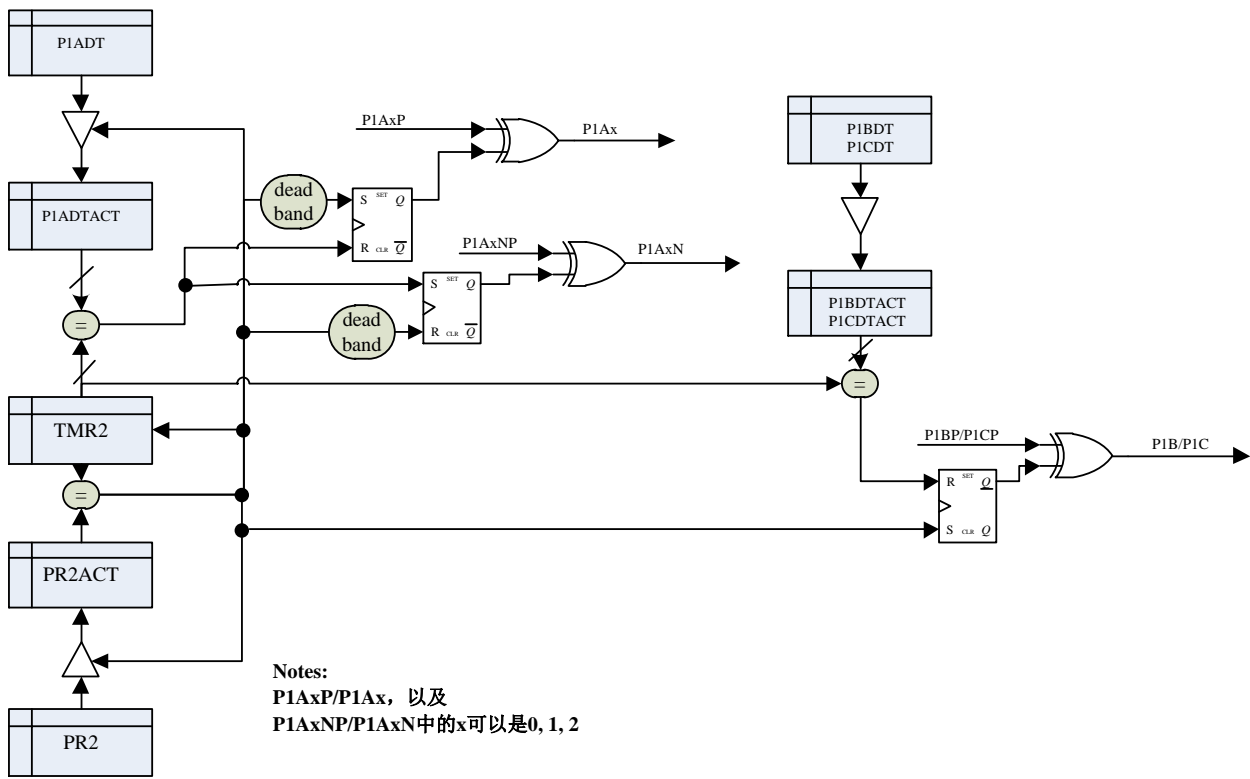 P1ADT
P1AxP
P1Ax
P1BDT
P1CDT
dead
band
S SET Q
R CLR Q
P1ADTACT
P1AxNP
P1AxN
S SET Q
R CLR Q
dead
band
P1BDTACT
P1CDTACT
=
=
TMR2
P1BP/P1CP
P1B/P1C
R SET Q
S CLR Q
=
PR2ACT
PR2
Notes:
P1AxP/P1Ax，以及
P1AxNP/P1AxN中的x可以是0, 1, 2